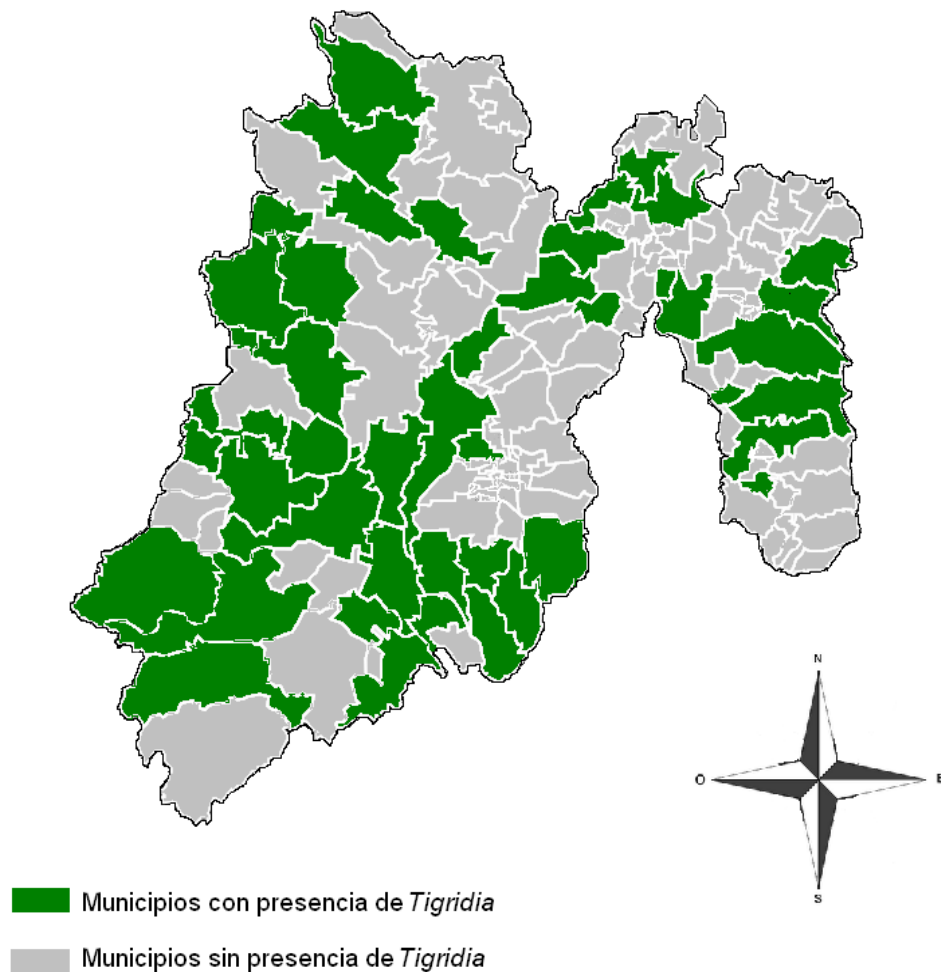 N
O
E
S
Municipios con presencia de Tigridia
Municipios sin presencia de Tigridia